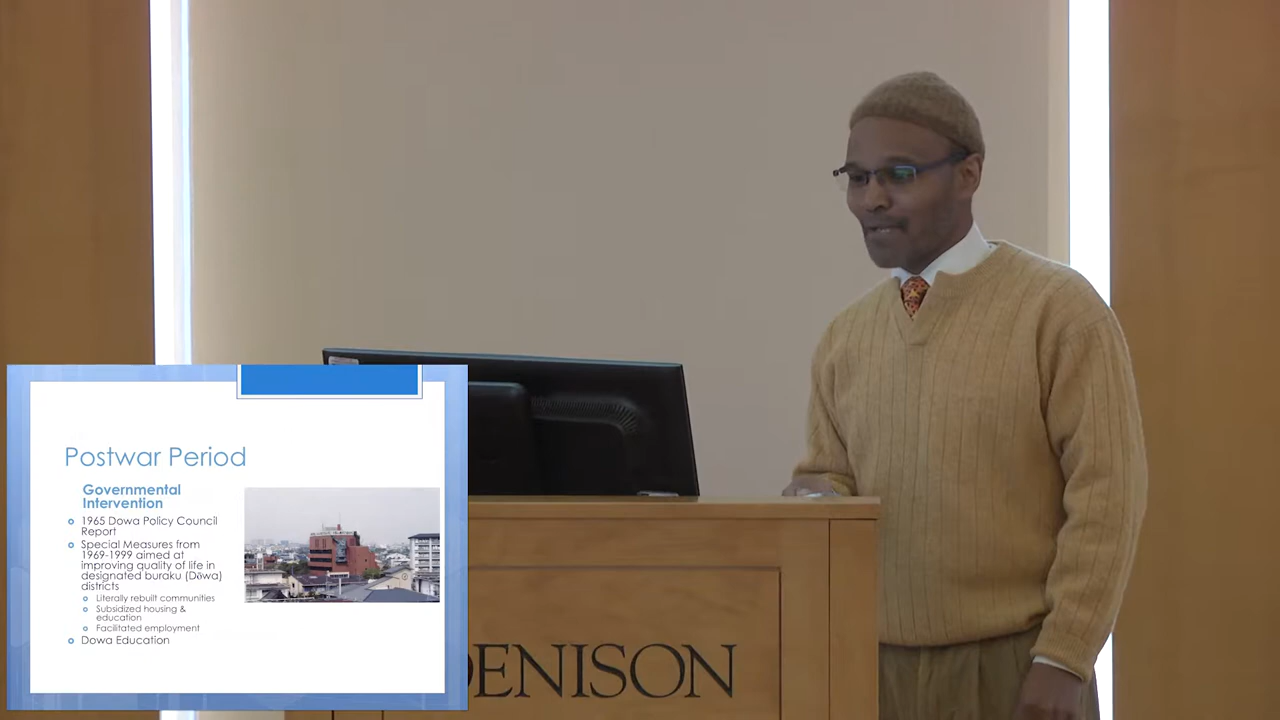 Postwar Period
Governmental
Intervention
1965 Dowa Policy Council
Report
Special Measures from
1969-1999 aimed at
improving quality of life in
designated buraku (Dōwa)
districts
Literally rebuilt communities
Subsidized housing &
education
Facilitated employment
Dowa Education
DENISON